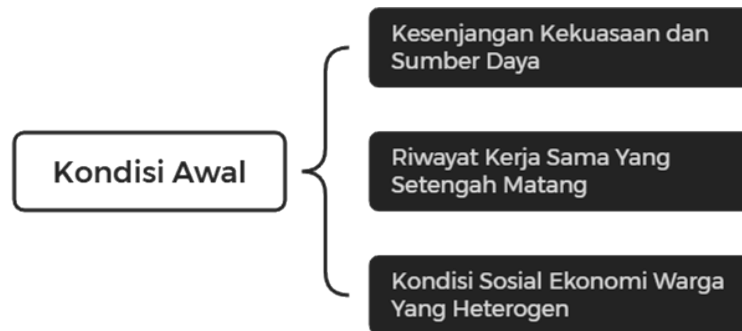 Kondisi Awal
Kesenjangan Kekuasaan dan
Sumber Daya
Riwayat Kerja Sama Yang
Setengah Matang
Kondisi Sosial Ekonomi Warga
Yang Heterogen